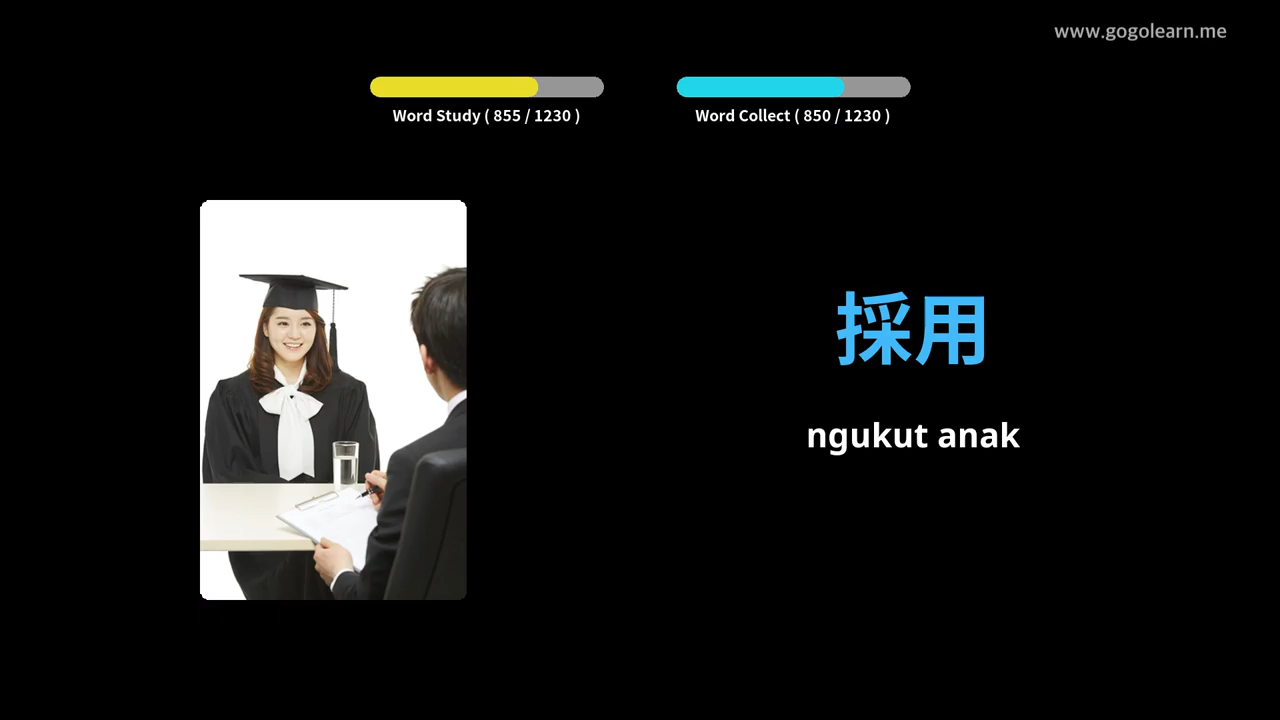 www.gogolearn.me
Word Study ( 855 / 1230 )
Word Collect ( 850 / 1230 )
採用
ngukut anak